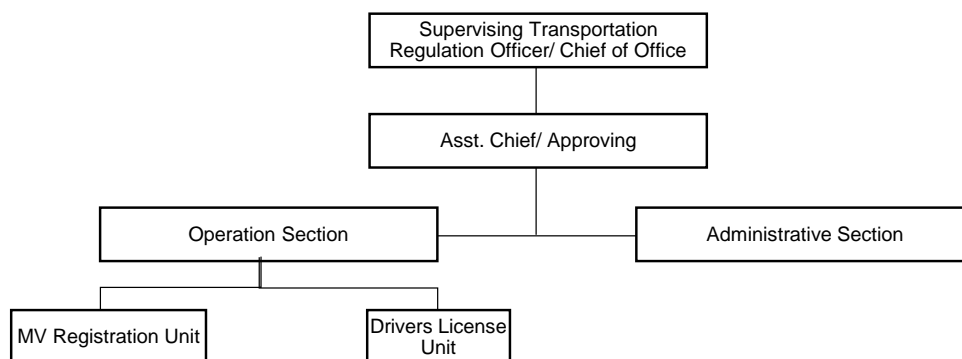 Supervising Transportation
Regulation Officer/ Chief of Office
Asst. Chief/ Approving
Operation Section
Administrative Section
MV Registration Unit
Drivers License
Unit